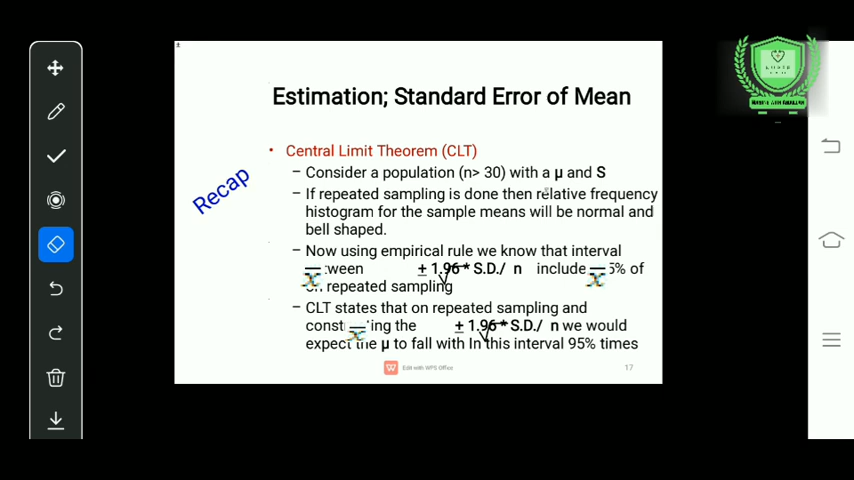 Estimation; Standard Error of Mean
Recap
• Central Limit Theorem (CLT)
– Consider a population (n> 30) with a μ and S
– If repeated sampling is done then relative frequency
histogram for the sample means will be normal and
bell shaped.
– Now using empirical rule we know that interval
± 1.96 * S.D./ n include 5% of
repeated sampling
– CLT states that on repeated sampling and
the ± 1.96 * S.D./ n we would
expect the μ to fall with In this interval 95% times
W Edit with WPS Office
17